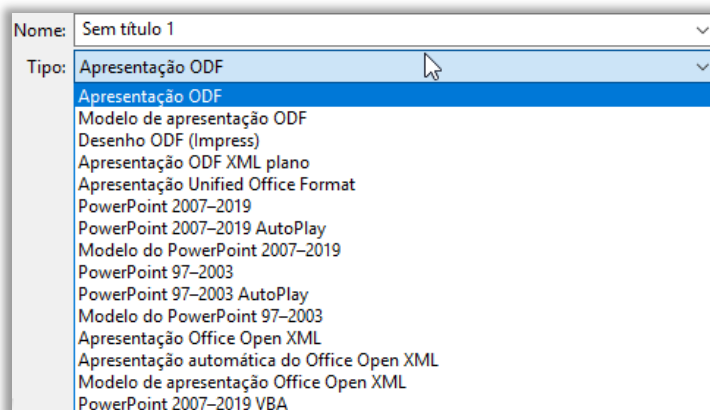 Nome: Sem título 1
Tipo: Apresentação ODF
Apresentação ODF
Modelo de apresentação ODF
Desenho ODF (Impress)
Apresentação ODF XML plano
Apresentação Unified Office Format
PowerPoint 2007–2019
PowerPoint 2007–2019 AutoPlay
Modelo do PowerPoint 2007–2019
PowerPoint 97–2003
PowerPoint 97–2003 AutoPlay
Modelo do PowerPoint 97–2003
Apresentação Office Open XML
Apresentação automática do Office Open XML
Modelo de apresentação Office Open XML
PowerPoint 2007–2019 VBA